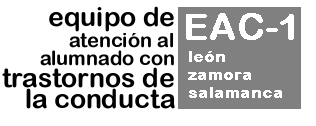 equipo de
atención al
alumnado con
trastornos de
la conducta
EAC-1
león
zamora
salamanca